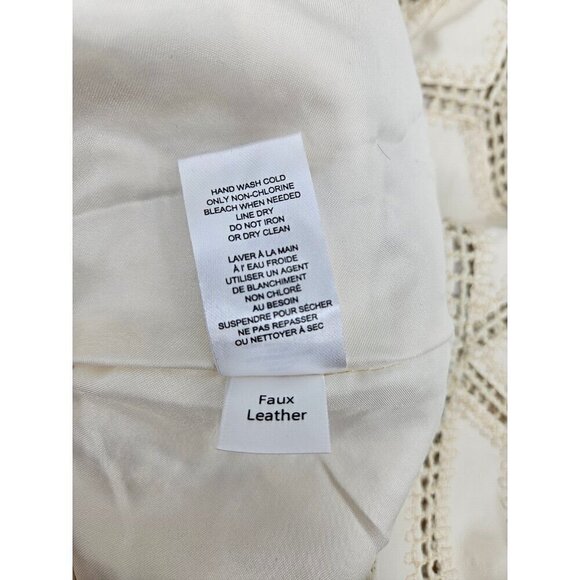 HAND WASH COLD
ONLY NON-CHLORINE
BLEACH WHEN NEEDED
LINE DRY
DO NOT IRON
OR DRY CLEAN
LAVER À LA MAIN
À l' EAU FROIDE
UTILISER UN AGENT
DE BLANCHIMENT
NON CHLORÉ
AU BESOIN
SUSPENDRE POUR SÉCHER
NE PAS REPASSER
OU NETTOYER À SEC
Faux
Leather